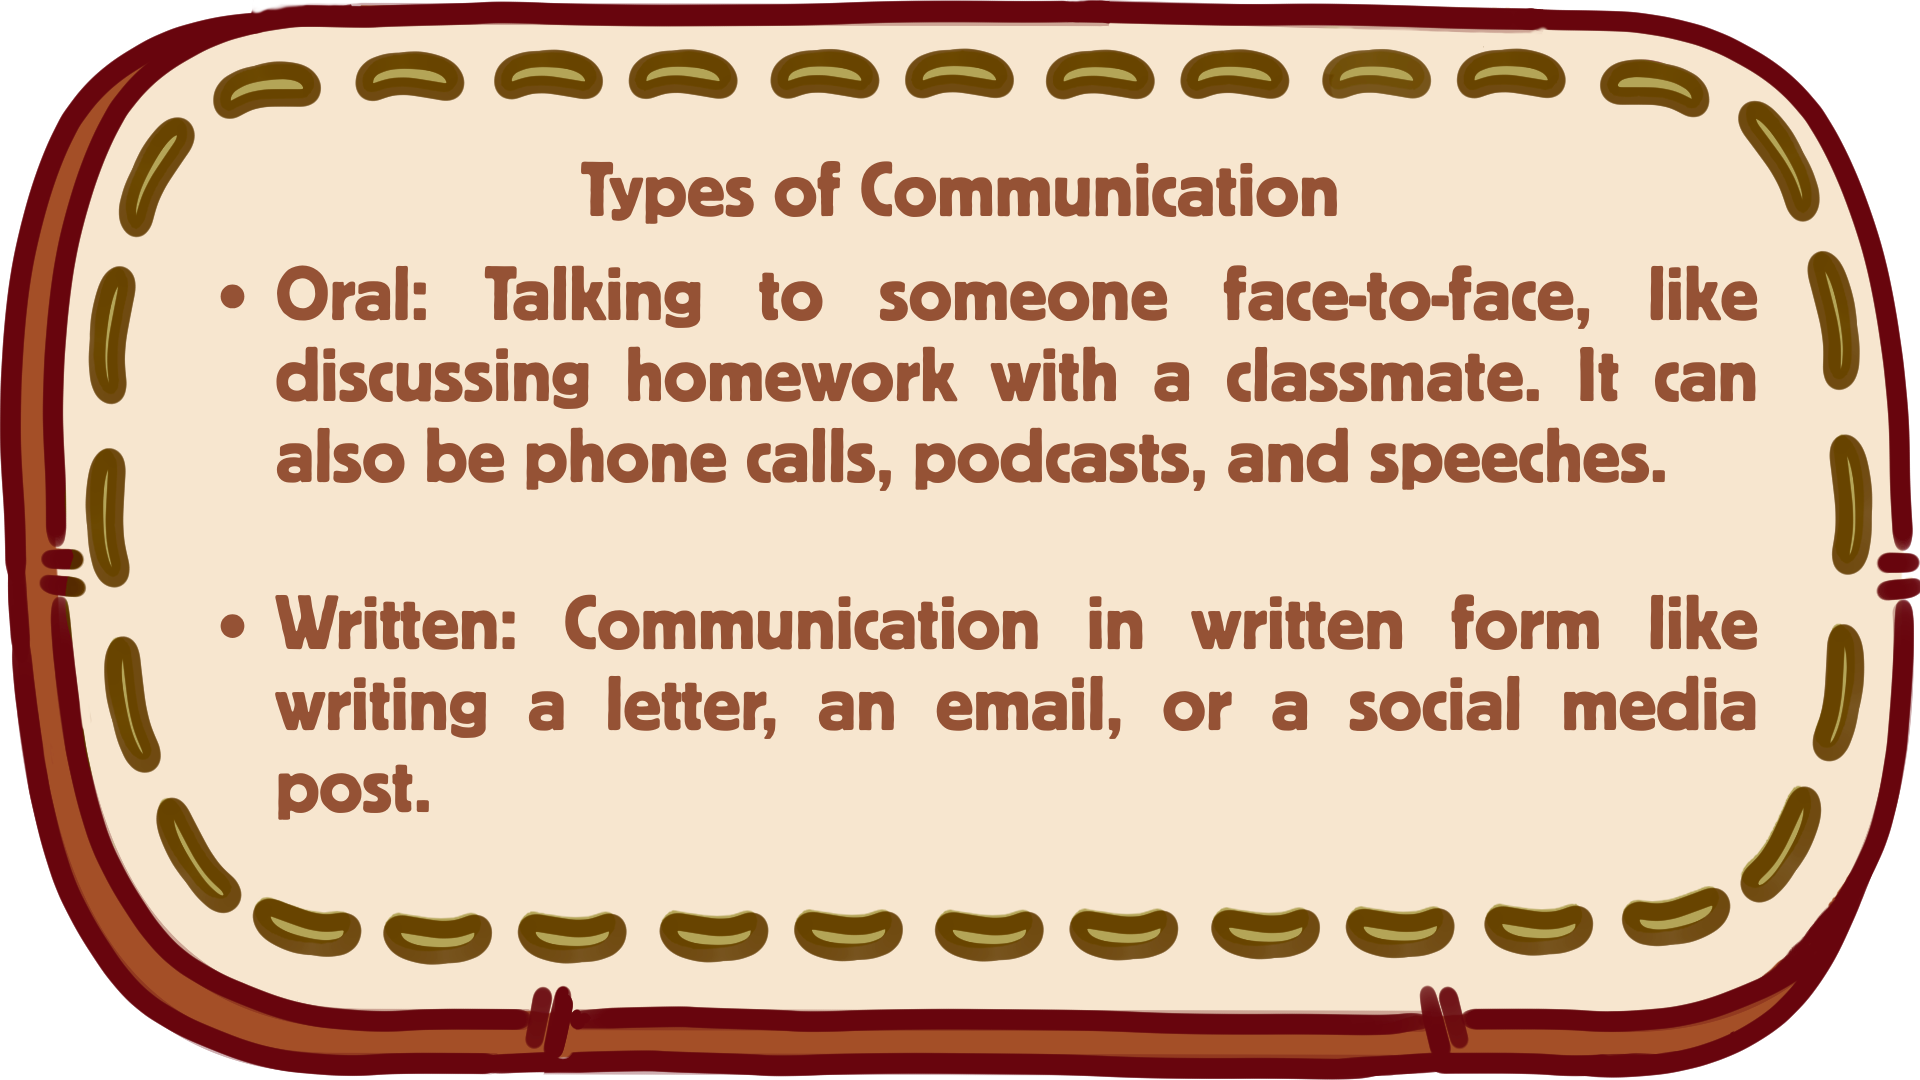 Types of Communication
• Oral: Talking to someone face-to-face, like
discussing homework with a classmate. It can
also be phone calls, podcasts, and speeches.
• Written: Communication in written form like
writing a letter, an email, or a social media
post.